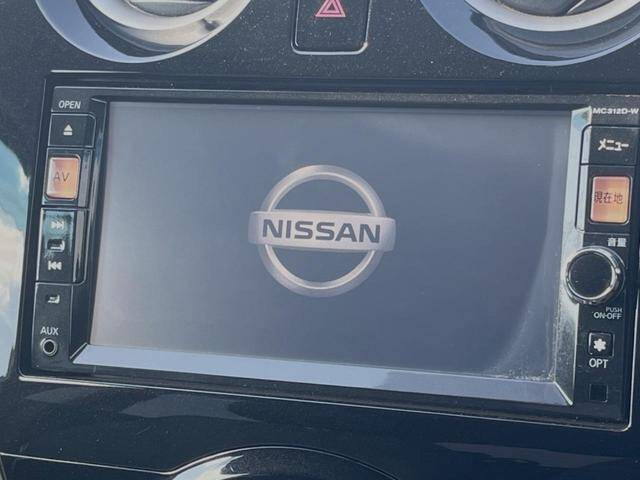 OPEN
MC312D-W
メニュー
AV
現在地
NISSAN
音量
PUSH
ON-OFF
AUX
OPT